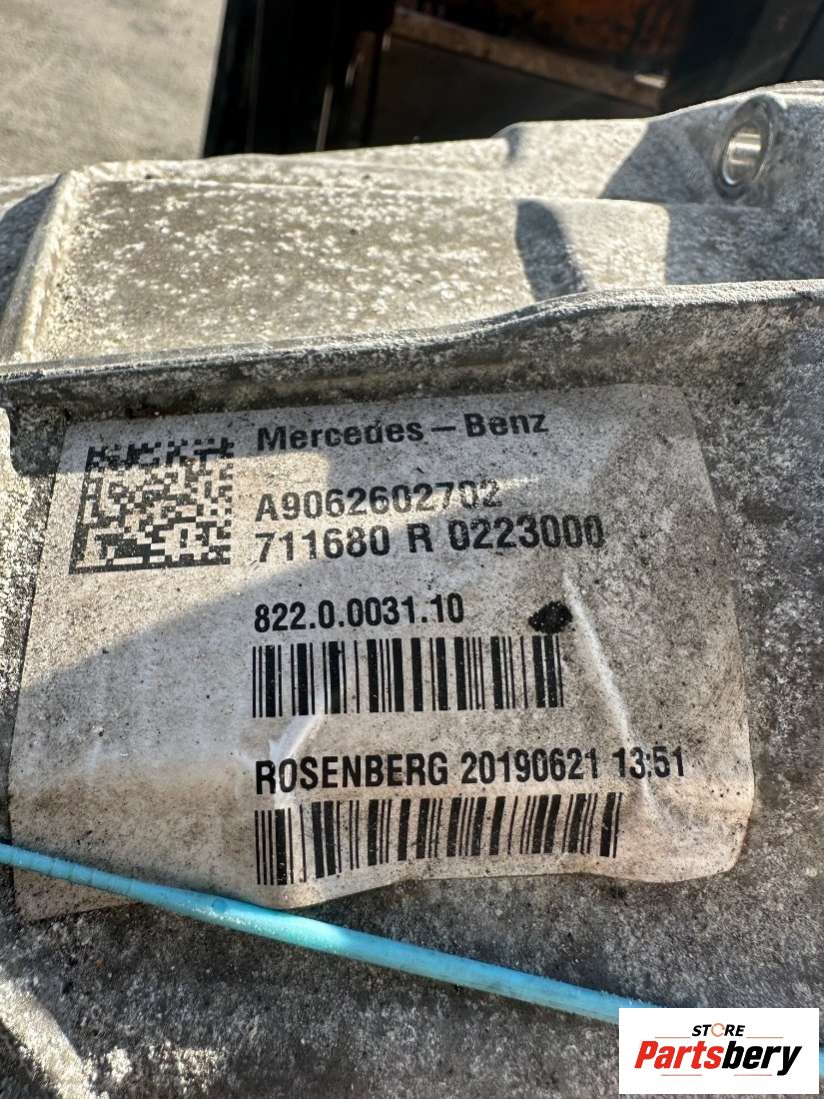 Mercedes-Benz
A9062602702
711680 R 0223000
822.0.0031.10
ROSENBERG 20190621 13:51
STORE
Partsbery